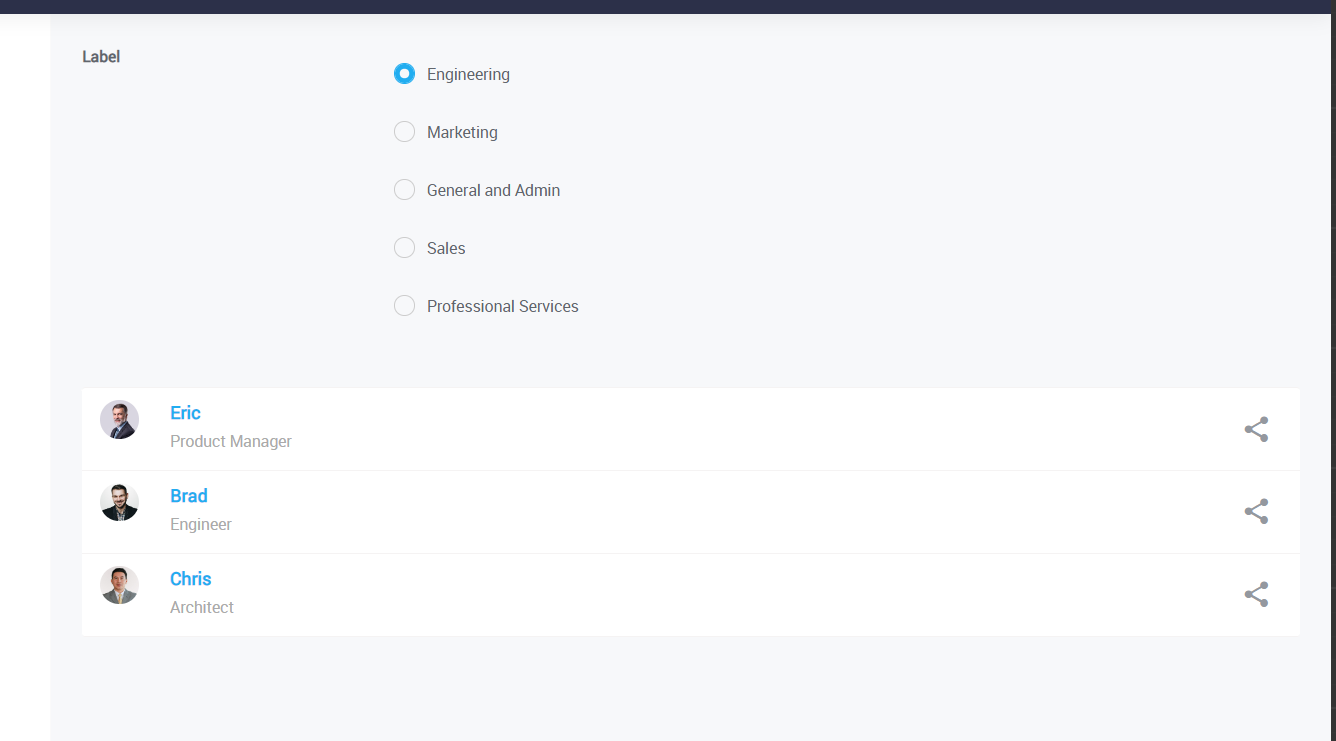 Label
Engineering
Marketing
General and Admin
Sales
Professional Services
Eric
Product Manager
Brad
Engineer
Chris
Architect